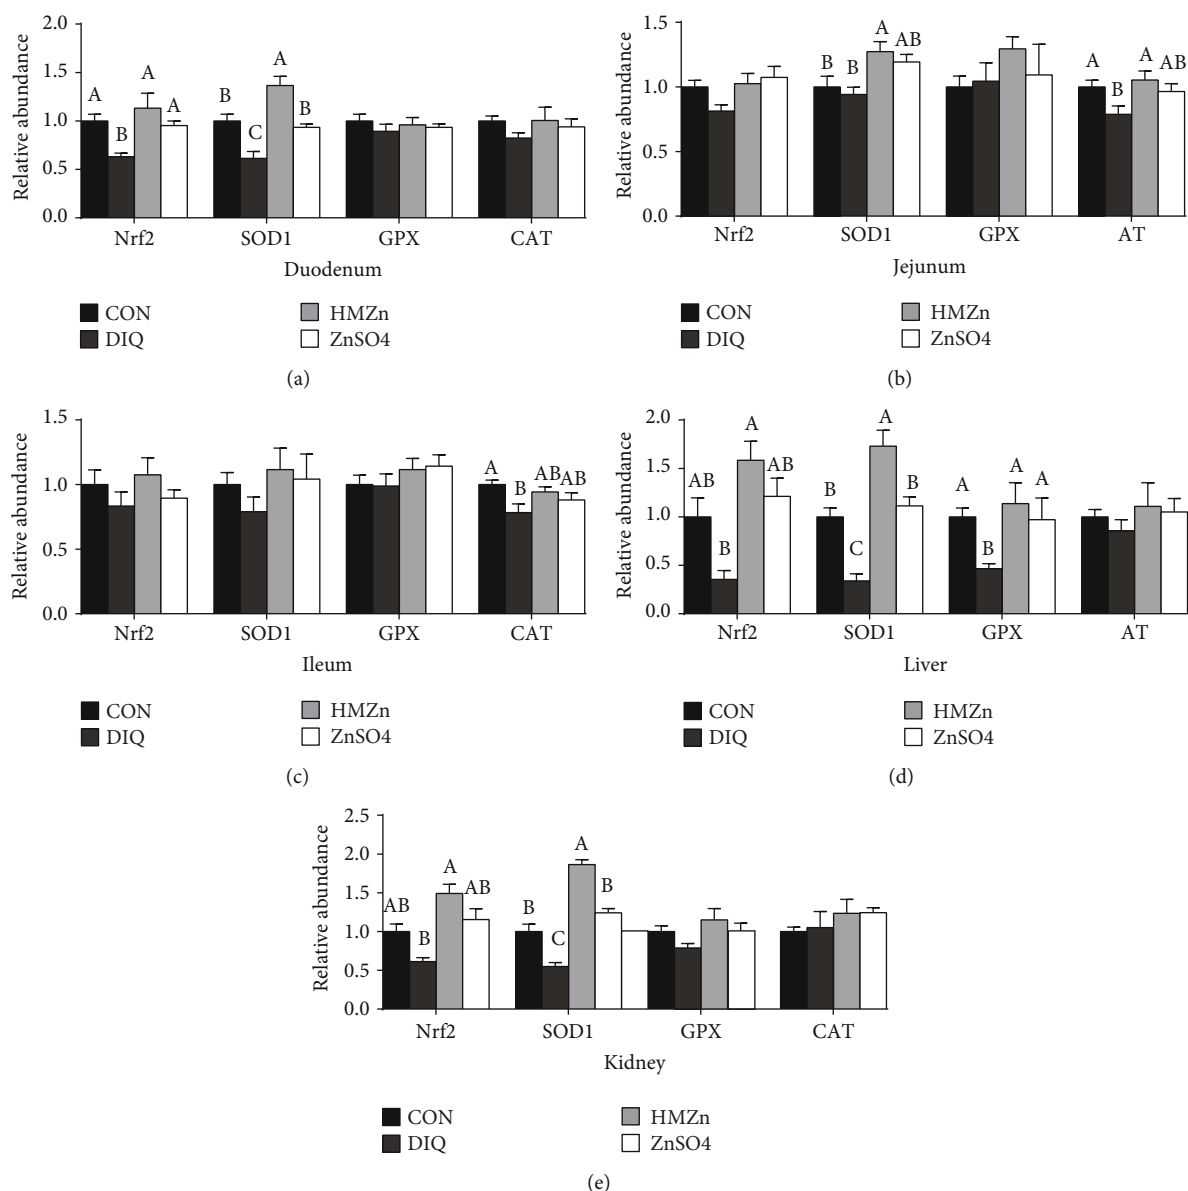 2.0
A
A
1.5
A
A
B
B
1.0
B
C
0.5
0.0
Relative abundance
Nrf2 SOD1 GPX CAT
Duodenum
CON HMZn
DIQ ZnSO4
(a)
1.5
A
AB
B B
A A AB
B
1.0
0.5
0.0
Relative abundance
Nrf2 SOD1 GPX AT
Jejunum
CON HMZn
DIQ ZnSO4
(b)
1.5
A
B
AB
AB
1.0
0.5
0.0
Relative abundance
Nrf2 SOD1 GPX CAT
Ileum
CON HMZn
DIQ ZnSO4
(c)
2.0
A A
1.5
AB AB B B A A A
1.0
B C B
0.5
0.0
Relative abundance
Nrf2 SOD1 GPX AT
Liver
CON HMZn
DIQ ZnSO4
(d)
2.5
2.0
A
A
1.5
AB AB B B
1.0
B C
0.5
0.0
Relative abundance
Nrf2 SOD1 GPX CAT
Kidney
CON HMZn
DIQ ZnSO4
(e)